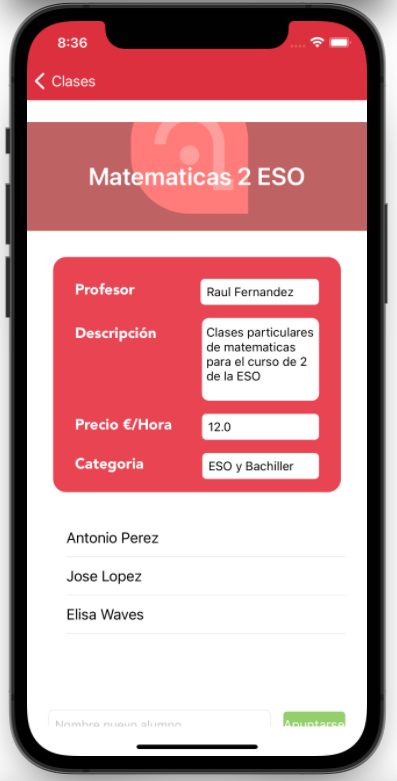 8:36
Clases
Matematicas 2 ESO
Profesor
Raul Fernandez
Descripción
Clases particulares
de matematicas
para el curso de 2
de la ESO
Precio €/Hora
12.0
Categoria
ESO y Bachiller
Antonio Perez
Jose Lopez
Elisa Waves
Nombre nuevo alumno
Apuntarse